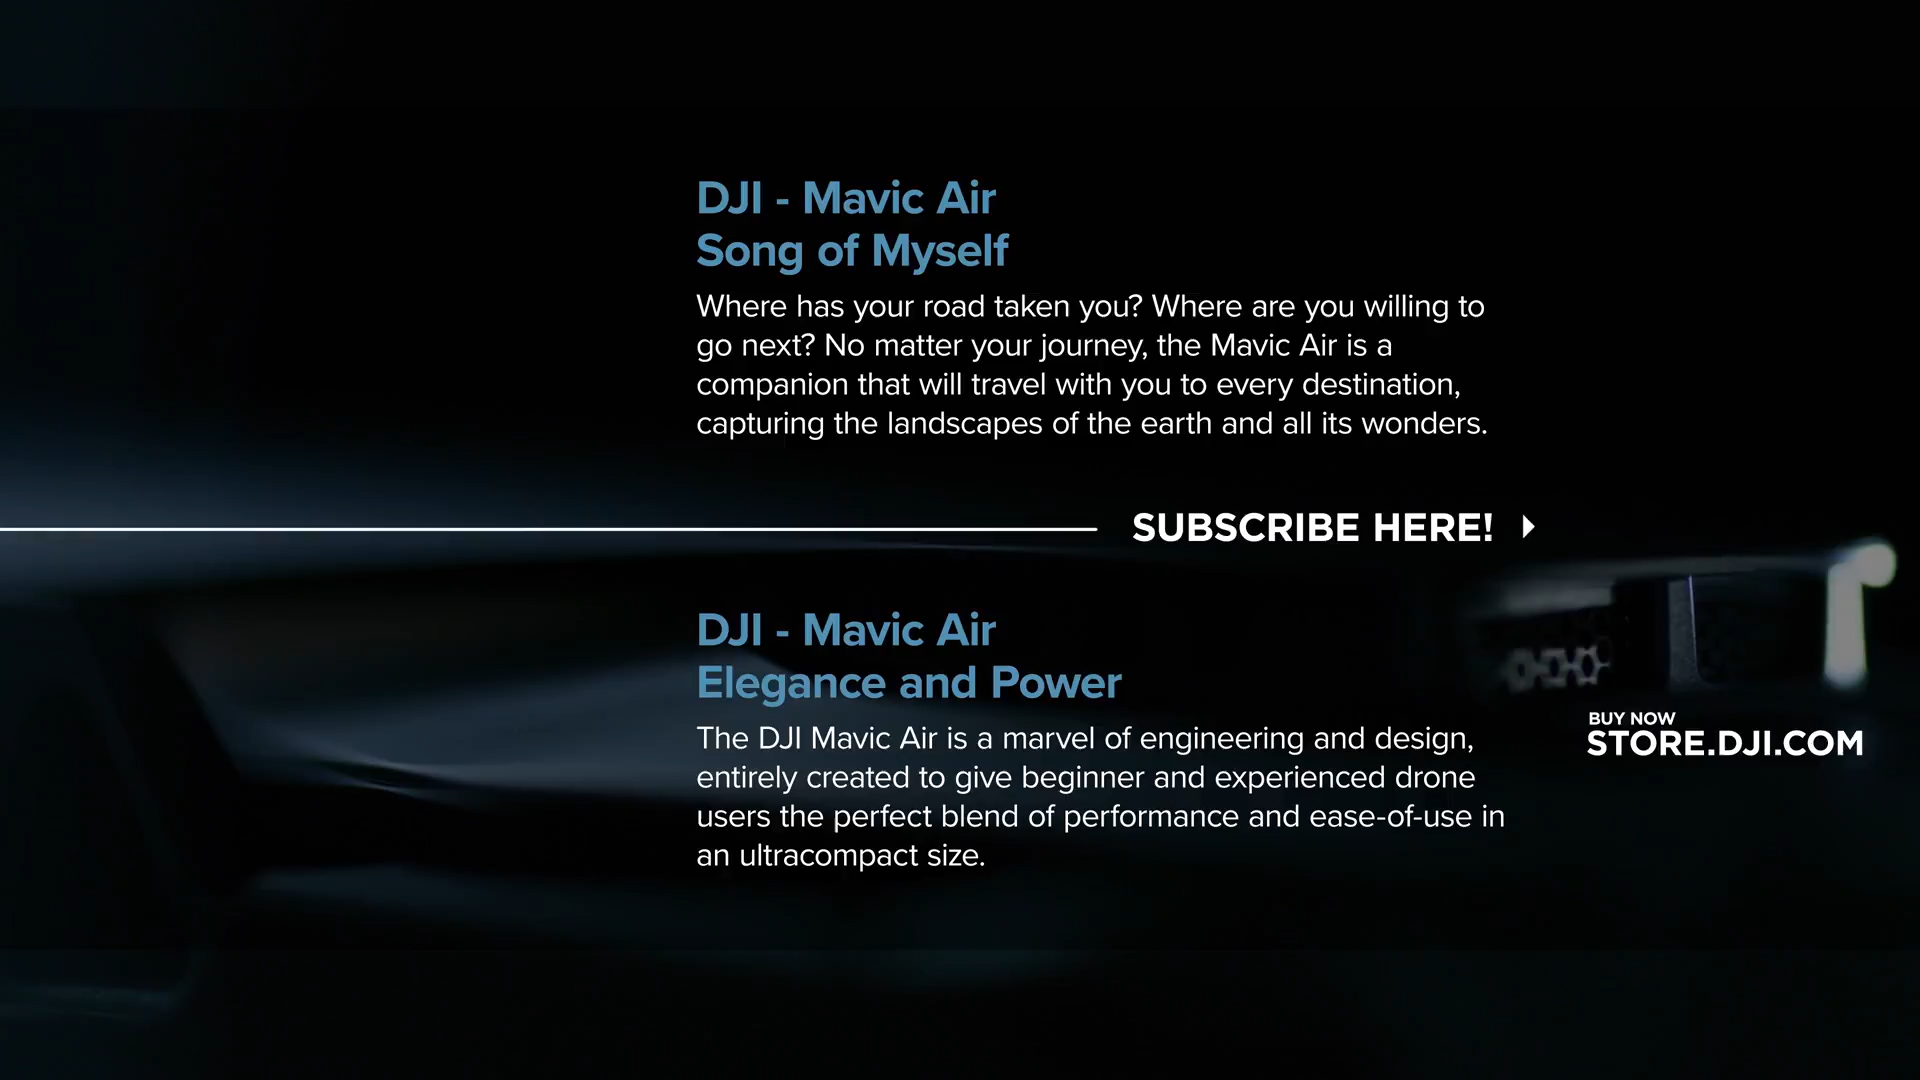 DJI - Mavic Air
Song of Myself
Where has your road taken you? Where are you willing to
go next? No matter your journey, the Mavic Air is a
companion that will travel with you to every destination,
capturing the landscapes of the earth and all its wonders.
SUBSCRIBE HERE!
DJI - Mavic Air
Elegance and Power
The DJI Mavic Air is a marvel of engineering and design,
entirely created to give beginner and experienced drone
users the perfect blend of performance and ease-of-use in
an ultracompact size.
BUY NOW
STORE.DJI.COM